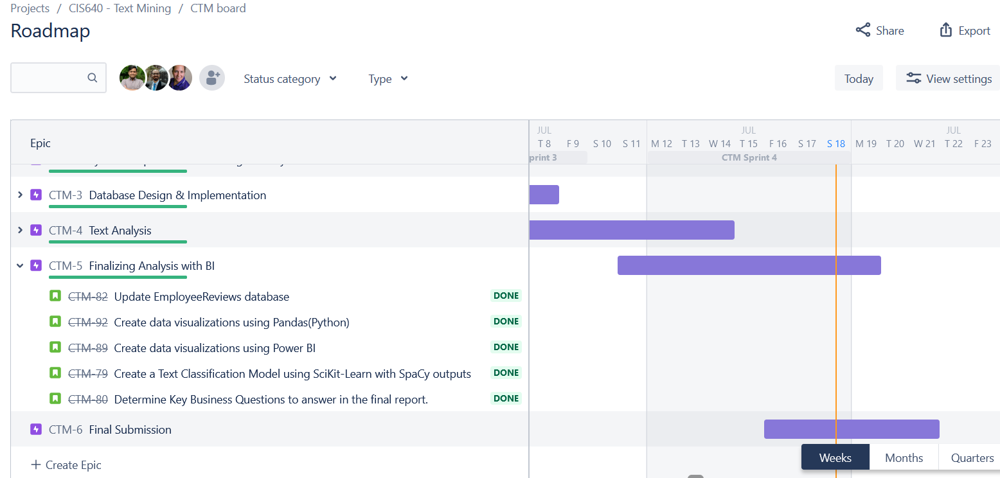 Projects / CIS640 - Text Mining / CTM board
Roadmap
Share
Export
Status category
Type
Today
View settings
Epic
JUL JUL JUL
T 8 F 9 S 10 S 11 M 12 T 13 W 14 T 15 F 16 S 17 S 18 M 19 T 20 W 21 T 22 F 23
print 3 CTM Sprint 4
CTM-3 Database Design & Implementation
CTM-4 Text Analysis
CTM-5 Finalizing Analysis with BI
CTM-82 Update EmployeeReviews database DONE
CTM-92 Create data visualizations using Pandas(Python) DONE
CTM-89 Create data visualizations using Power BI DONE
CTM-79 Create a Text Classification Model using SciKit-Learn with SpaCy outputs DONE
CTM-80 Determine Key Business Questions to answer in the final report. DONE
CTM-6 Final Submission
Weeks Months Quarters
+ Create Epic